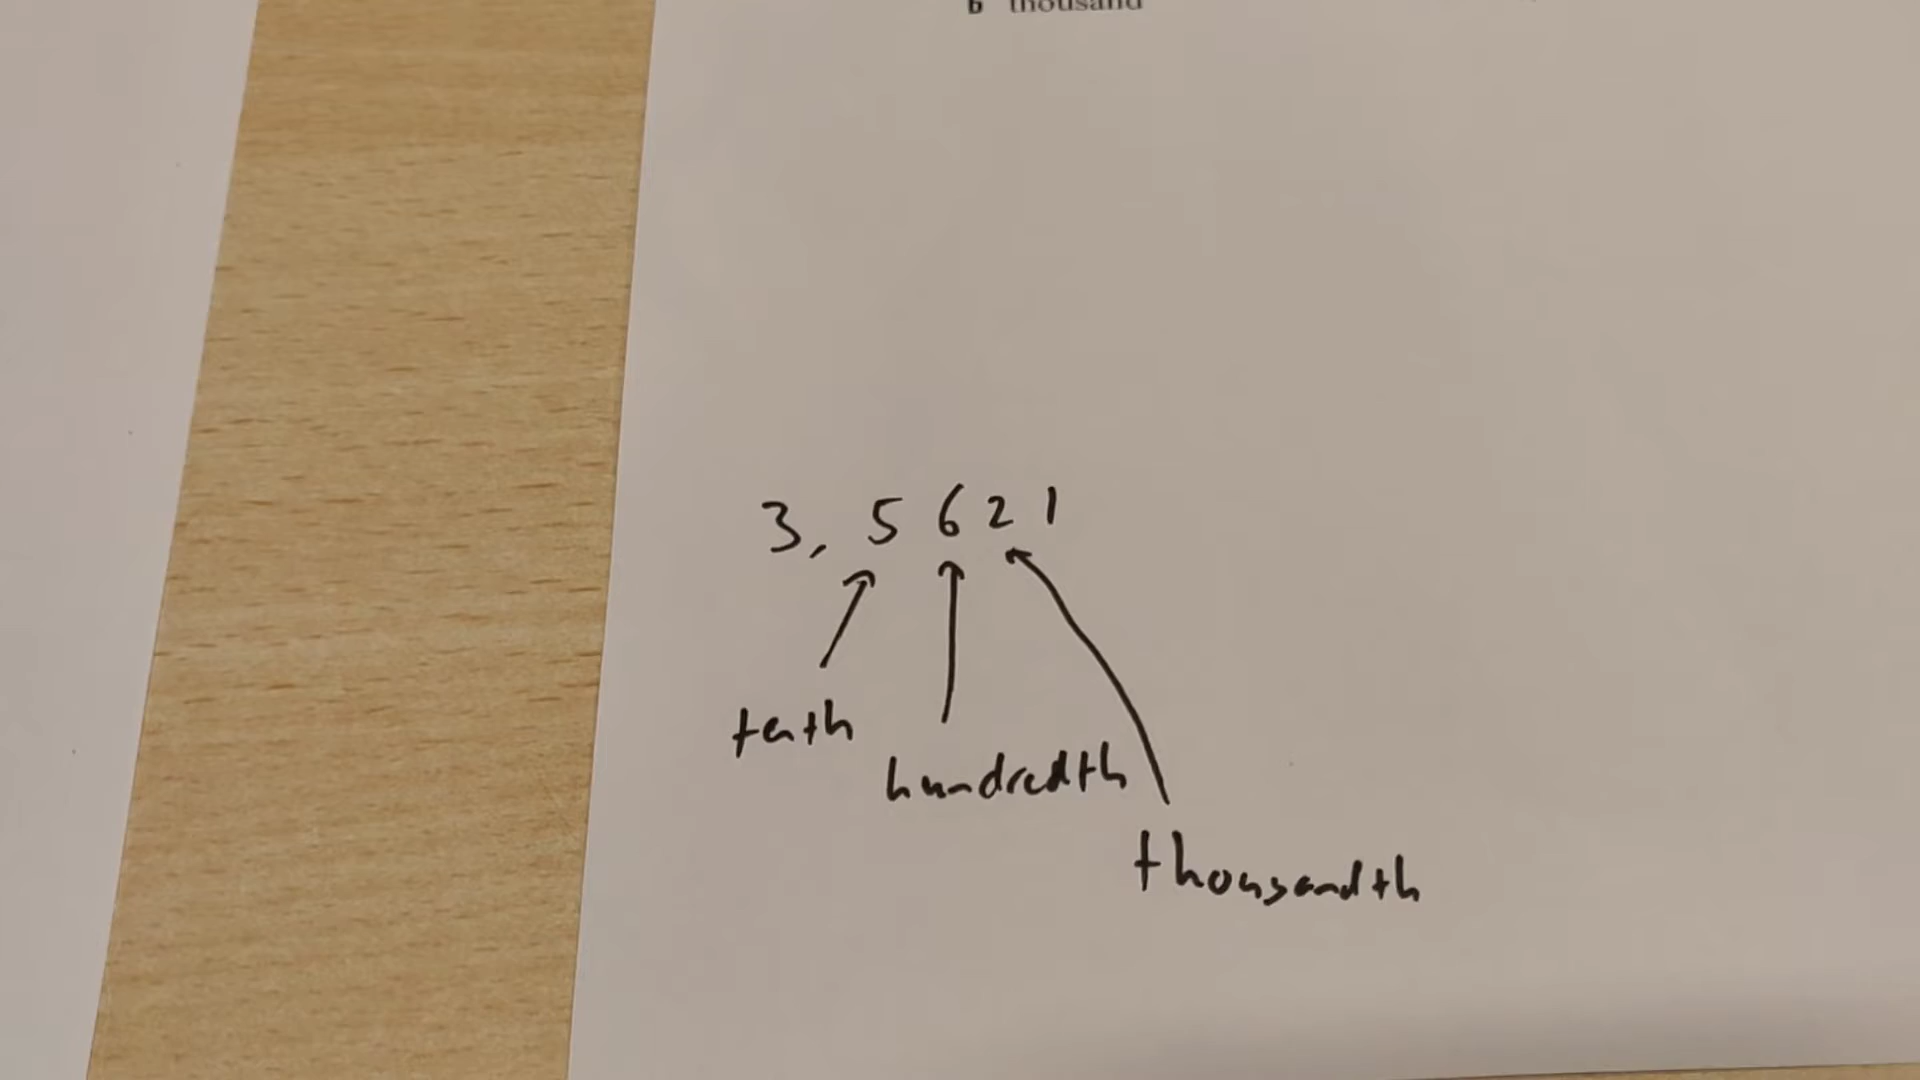 b thousand
3, 5 6 2 1
tenth
hundredth
thousandth